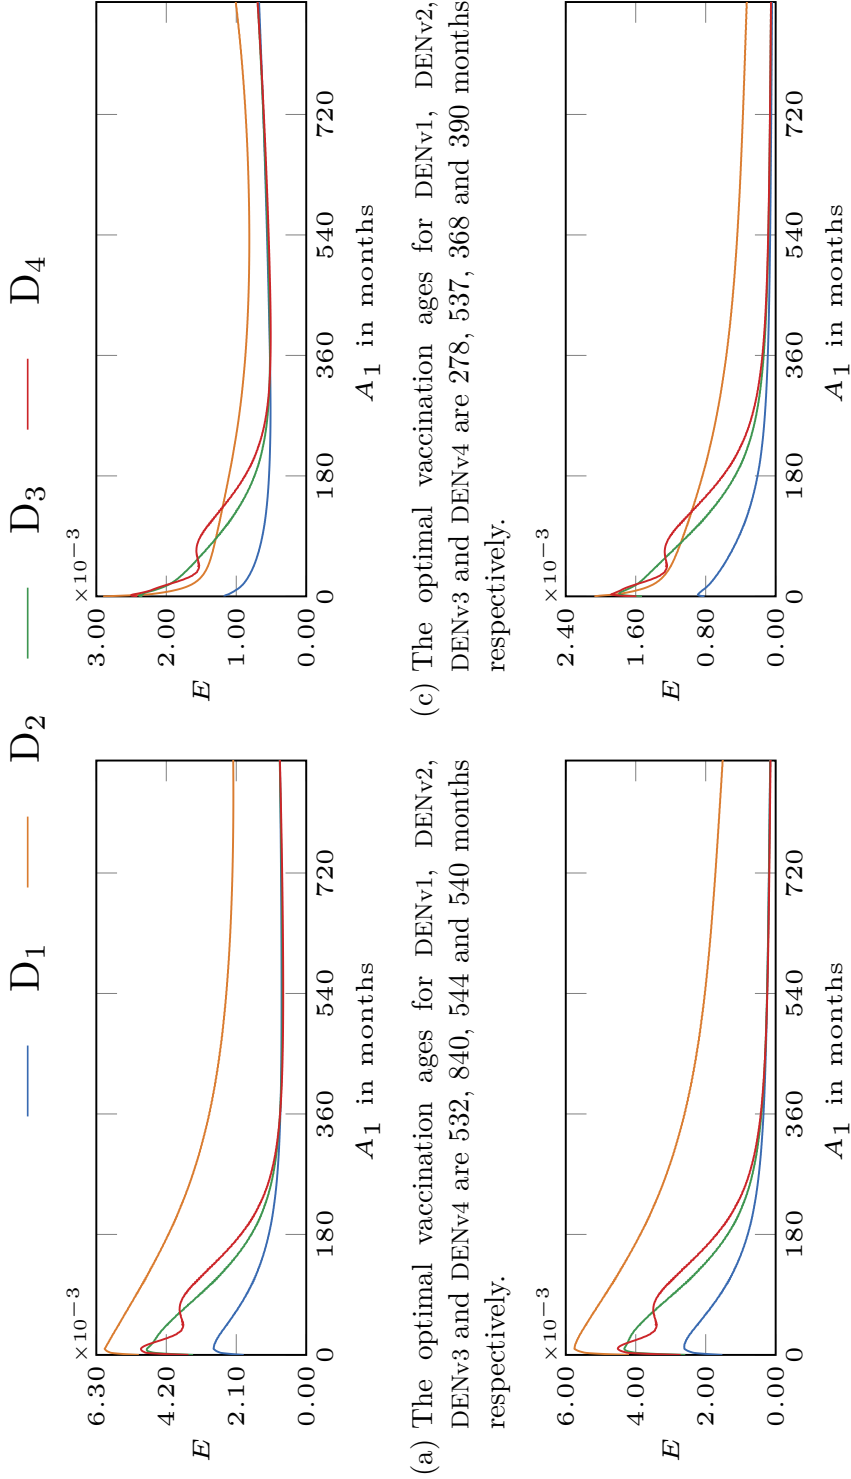 D1 D2 D3 D4
×10−3
6.30
4.20
2.10
0.00
E
0 180 360 540 720
A1 in months
(a) The optimal vaccination ages for DENv1, DENv2,
DENv3 and DENv4 are 532, 840, 544 and 540 months
respectively.
×10−3
3.00
2.00
1.00
0.00
E
0 180 360 540 720
A1 in months
(c) The optimal vaccination ages for DENv1, DENv2,
DENv3 and DENv4 are 278, 537, 368 and 390 months
respectively.
×10−3
6.00
4.00
2.00
0.00
E
0 180 360 540 720
A1 in months
×10−3
2.40
1.60
0.80
0.00
E
0 180 360 540 720
A1 in months